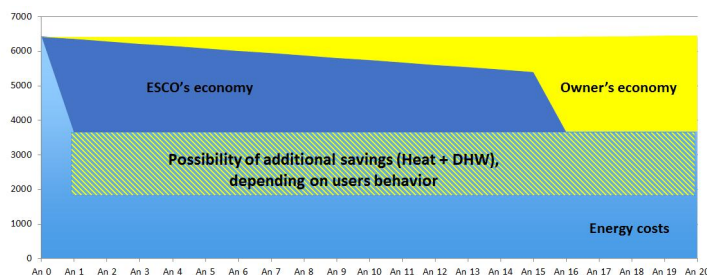 7000
6000
5000
4000
3000
2000
1000
0
ESCO's economy
Owner's economy
Possibility of additional savings (Heat + DHW),
depending on users behavior
Energy costs
An 0 An 1 An 2 An 3 An 4 An 5 An 6 An 7 An 8 An 9 An 10 An 11 An 12 An 13 An 14 An 15 An 16 An 17 An 18 An 19 An 20